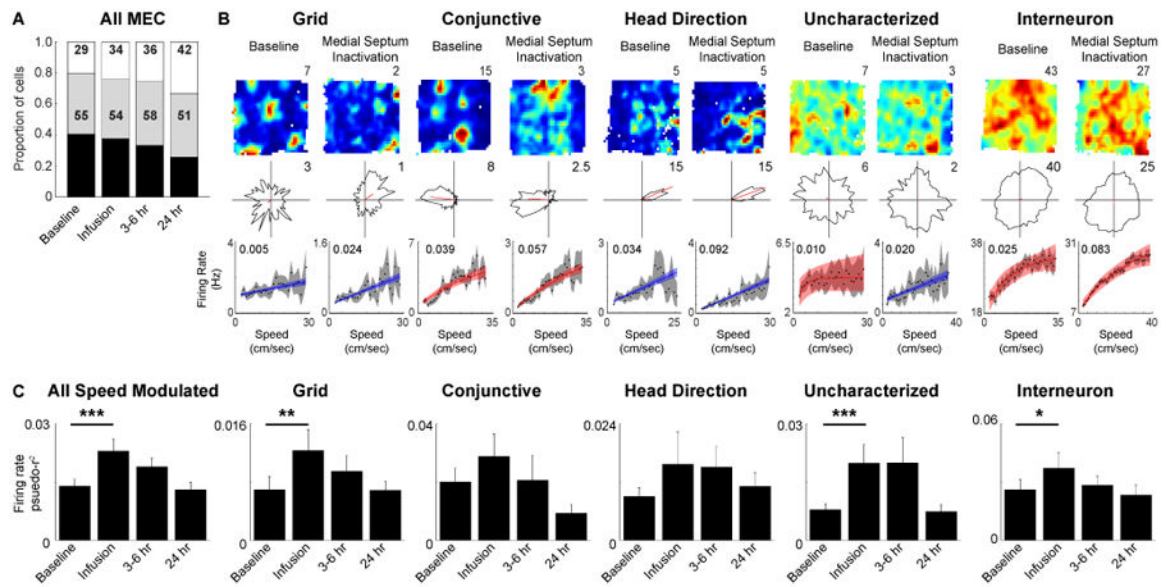 A
All MEC
Proportion of cells
1.0
0.8
0.6
0.4
0.2
0
29
34
36
42
55
54
58
51
Baseline
Infusion
3-6 hr
24 hr
B
Grid
Conjunctive
Head Direction
Uncharacterized
Interneuron
Baseline
Medial Septum
Inactivation
Baseline
Medial Septum
Inactivation
Baseline
Medial Septum
Inactivation
Baseline
Medial Septum
Inactivation
Baseline
Medial Septum
Inactivation
7
2
15
3
5
5
7
3
43
27
3
1
8
2.5
15
15
6
2
40
25
Firing Rate
(Hz)
4
0
0.005
0
30
Speed
(cm/sec)
1.6
0
0.024
0
30
Speed
(cm/sec)
7
0
0.039
0
35
Speed
(cm/sec)
3
0
0.057
0
35
Speed
(cm/sec)
3
0
0.034
0
25
Speed
(cm/sec)
4
0
0.092
0
30
Speed
(cm/sec)
6.5
2
0.010
0
30
Speed
(cm/sec)
4
0
0.020
0
40
Speed
(cm/sec)
38
18
0.025
0
35
Speed
(cm/sec)
31
7
0.083
0
40
Speed
(cm/sec)
C
All Speed Modulated
Grid
Conjunctive
Head Direction
Uncharacterized
Interneuron
Firing rate
psuedo-r²
0.03
0
***
Baseline
Infusion
3-6 hr
24 hr
0.016
0
**
Baseline
Infusion
3-6 hr
24 hr
0.04
0
Baseline
Infusion
3-6 hr
24 hr
0.024
0
Baseline
Infusion
3-6 hr
24 hr
0.03
0
***
Baseline
Infusion
3-6 hr
24 hr
0.06
0
*
Baseline
Infusion
3-6 hr
24 hr